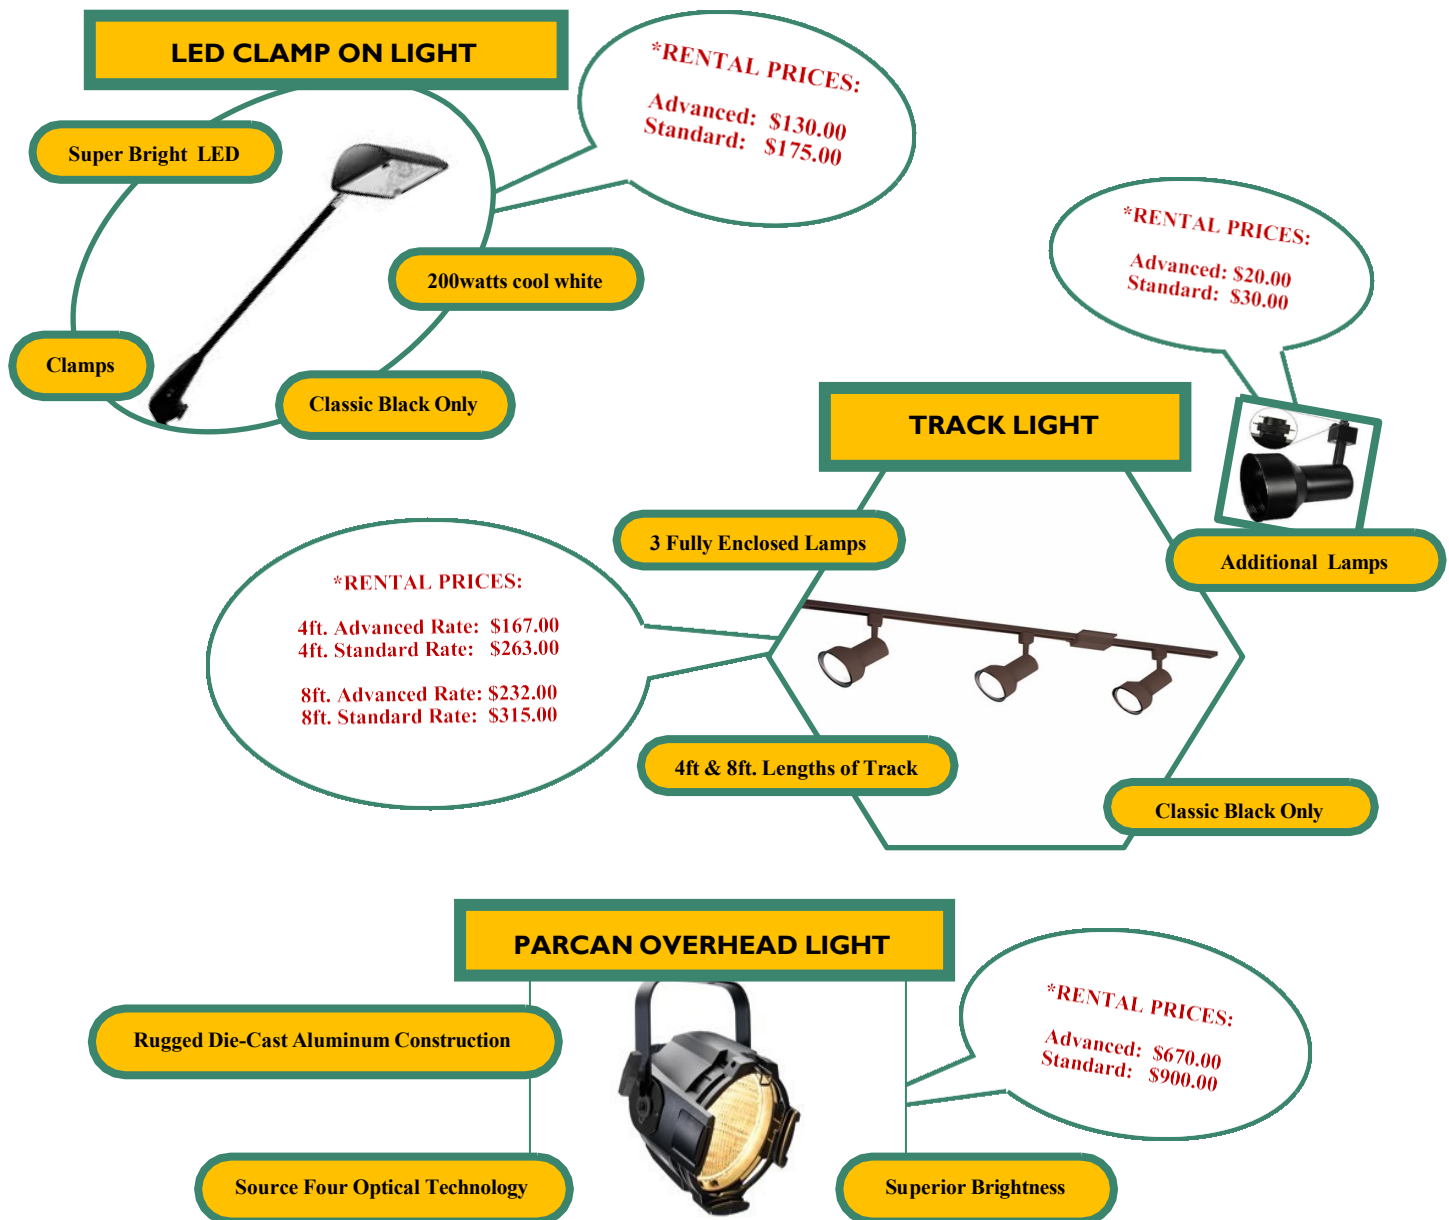 LED CLAMP ON LIGHT
*RENTAL PRICES:
Advanced: $130.00
Standard: $175.00
Super Bright LED
200watts cool white
Clamps
Classic Black Only
*RENTAL PRICES:
Advanced: $20.00
Standard: $30.00
TRACK LIGHT
3 Fully Enclosed Lamps
Additional Lamps
*RENTAL PRICES:
4ft. Advanced Rate: $167.00
4ft. Standard Rate: $263.00
8ft. Advanced Rate: $232.00
8ft. Standard Rate: $315.00
4ft & 8ft. Lengths of Track
Classic Black Only
PARCAN OVERHEAD LIGHT
*RENTAL PRICES:
Advanced: $670.00
Standard: $900.00
Rugged Die-Cast Aluminum Construction
Source Four Optical Technology
Superior Brightness